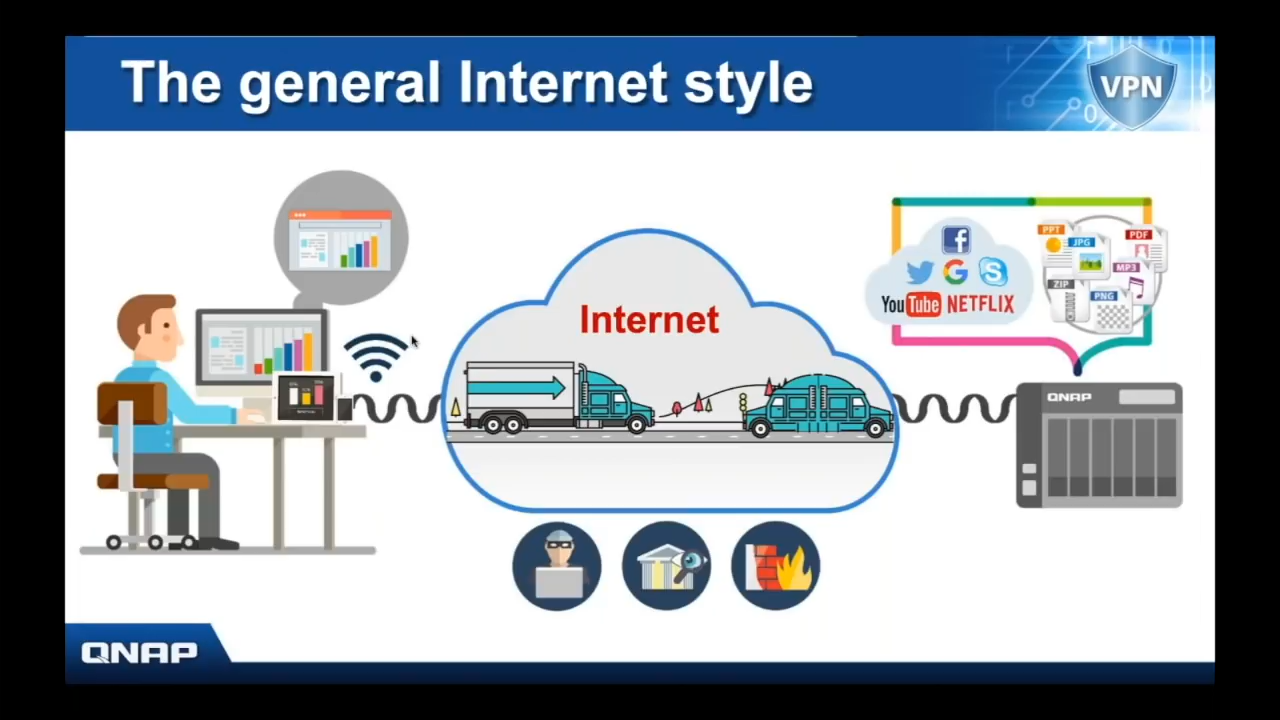 The general Internet style
VPN
Internet
YouTube NETFLIX
PPT
JPG
PDF
MP3
ZIP
PNG
QNAP
QNAP